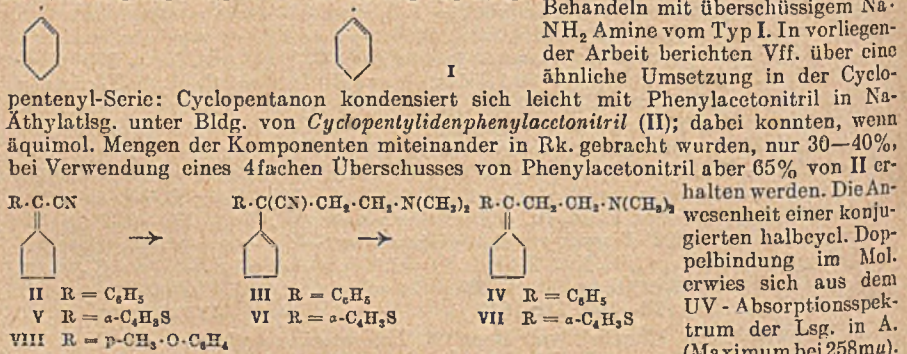 Behandeln mit überschüssigem Na-
NH₂ Amine vom Typ I. In vorliegen-
der Arbeit berichten Vff. über eine
I
ähnliche Umsetzung in der Cyclo-
pentenyl-Serie: Cyclopentanon kondensiert sich leicht mit Phenylacetonitril in Na-
Äthylatlsg. unter Bldg. von Cyclopentylidenphenylacetonitril (II); dabei konnten, wenn
äquimol. Mengen der Komponenten miteinander in Rk. gebracht wurden, nur 30—40%,
bei Verwendung eines 4fachen Überschusses von Phenylacetonitril aber 65% von II er-
halten werden. Die An-
wesenheit einer konju-
gierten halbcycl. Dop-
pelbindung im Mol.
erwies sich aus dem
UV-Absorptionsspek-
trum der Lsg. in A.
(Maximum bei 258mμ).
R·C·CN
R·C(CN)·CH₂·CH₂·N(CH₃)₂
R·C·CH₂·CH₂·N(CH₃)₂
II R = C₆H₅
III R = C₆H₅
IV R = C₆H₅
V R = α-C₄H₃S
VI R = α-C₄H₃S
VII R = α-C₄H₃S
VIII R = p-CH₃·O·C₆H₄